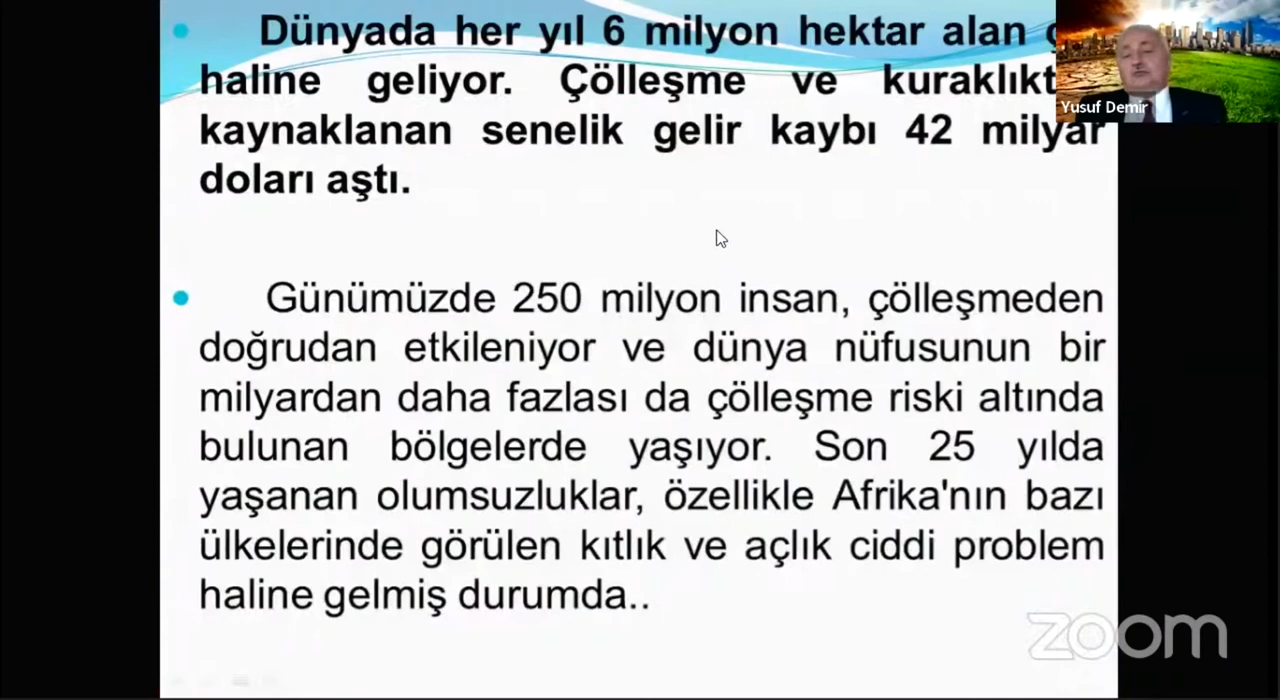 Dünyada her yıl 6 milyon hektar alan
haline geliyor. Çölleşme ve
kaynaklanan senelik gelir kaybı 42 milyar
doları aştı.
Günümüzde 250 milyon insan, çölleşmeden
doğrudan etkileniyor ve dünya nüfusunun bir
milyardan daha fazlası da çölleşme riski altında
bulunan bölgelerde yaşıyor. Son 25 yılda
yaşanan olumsuzluklar, özellikle Afrika'nın bazı
ülkelerinde görülen kıtlık ve açlık ciddi problem
haline gelmiş durumda..
Yusuf Demir
zoom